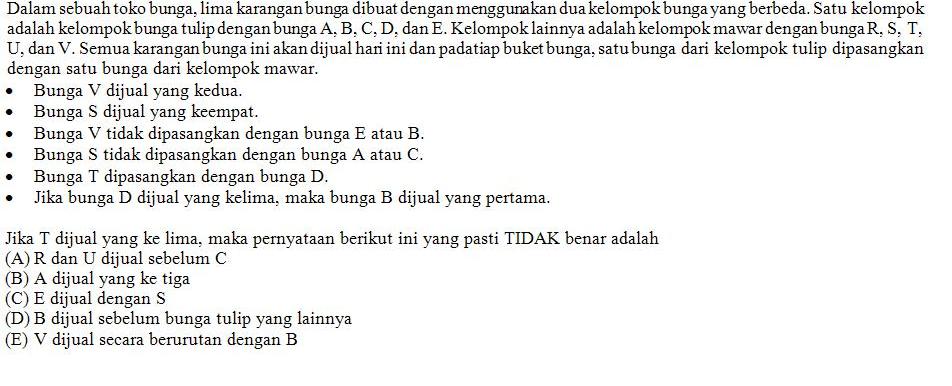 Dalam sebuah toko bunga, lima karangan bunga dibuat dengan menggunakan dua kelompok bunga yang berbeda. Satu kelompok
adalah kelompok bunga tulip dengan bunga A, B, C, D, dan E. Kelompok lainnya adalah kelompok mawar dengan bunga R, S, T,
U, dan V. Semua karangan bunga ini akan dijual hari ini dan pada tiap buket bunga, satu bunga dari kelompok tulip dipasangkan
dengan satu bunga dari kelompok mawar.
• Bunga V dijual yang kedua.
• Bunga S dijual yang keempat.
• Bunga V tidak dipasangkan dengan bunga E atau B.
• Bunga S tidak dipasangkan dengan bunga A atau C.
• Bunga T dipasangkan dengan bunga D.
• Jika bunga D dijual yang kelima, maka bunga B dijual yang pertama.
Jika T dijual yang ke lima, maka pernyataan berikut ini yang pasti TIDAK benar adalah
(A) R dan U dijual sebelum C
(B) A dijual yang ke tiga
(C) E dijual dengan S
(D) B dijual sebelum bunga tulip yang lainnya
(E) V dijual secara berurutan dengan B